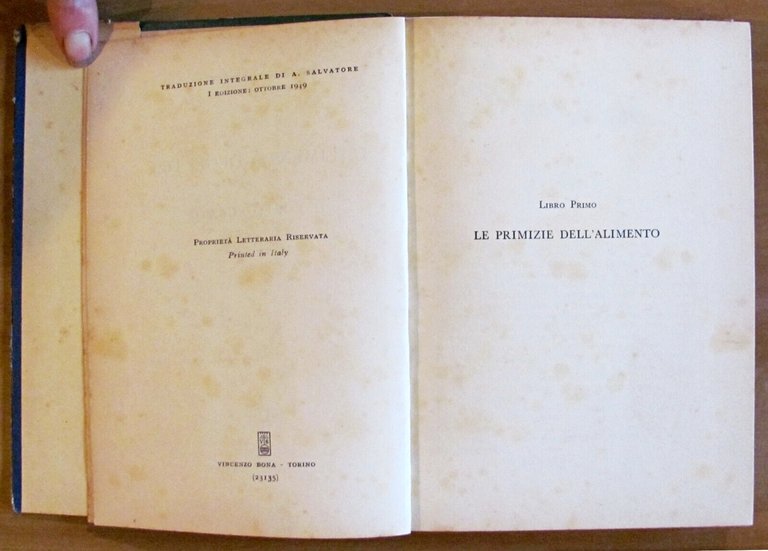 TRADUZIONE INTEGRALE DI A. SALVATORE
I EDIZIONE: OTTOBRE 1949
PROPRIETÀ LETTERARIA RISERVATA
Printed in Italy
VINCENZO BONA - TORINO
(23135)
LIBRO PRIMO
LE PRIMIZIE DELL'ALIMENTO